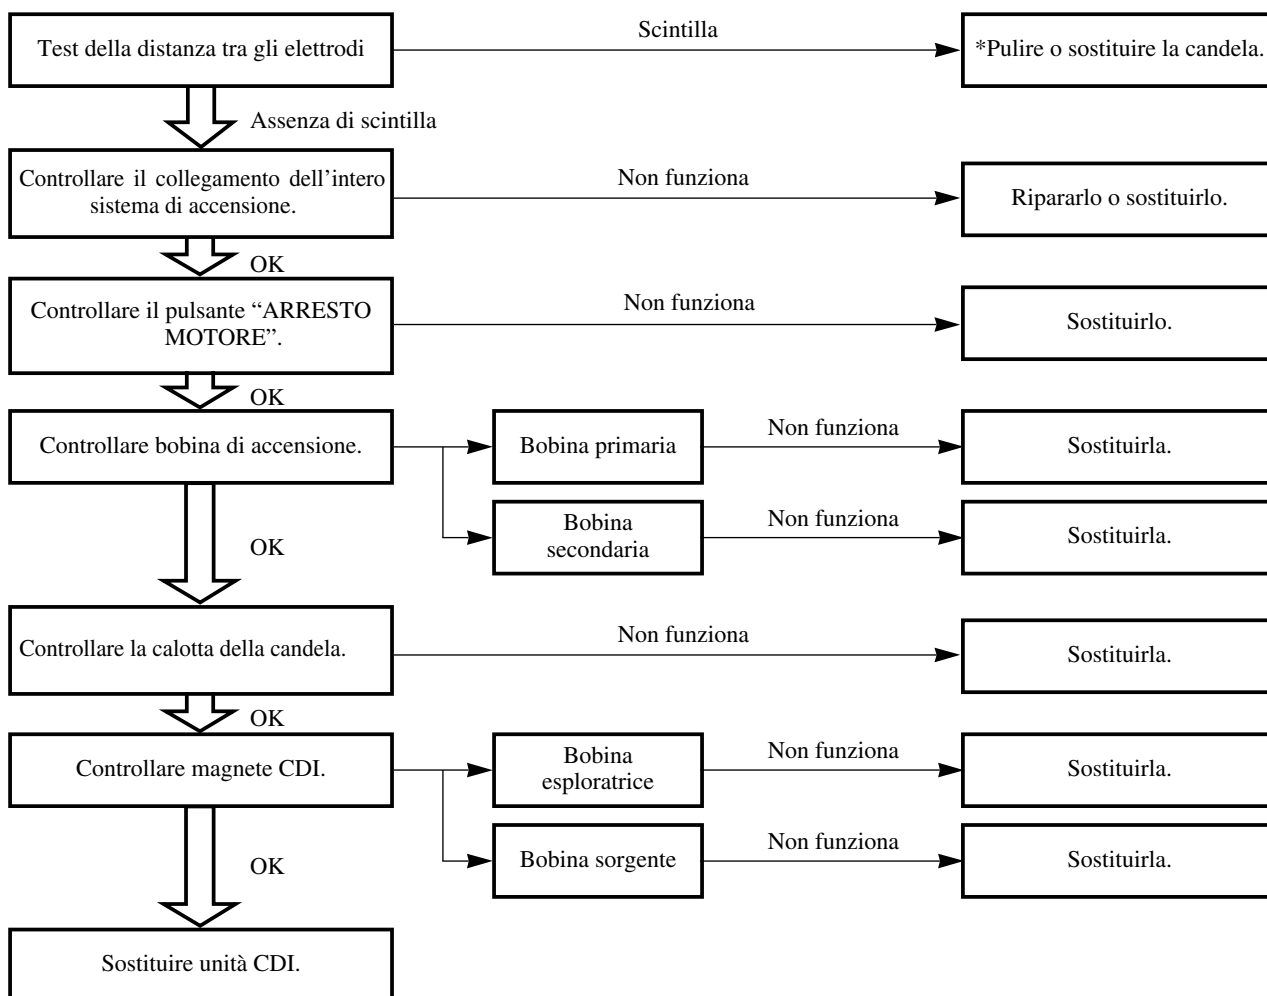 Test della distanza tra gli elettrodi
Scintilla
*Pulire o sostituire la candela.
Assenza di scintilla
Controllare il collegamento dell’intero
sistema di accensione.
Non funziona
Ripararlo o sostituirlo.
OK
Controllare il pulsante “ARRESTO
MOTORE”.
Non funziona
Sostituirlo.
OK
Controllare bobina di accensione.
Bobina primaria
Non funziona
Sostituirla.
Bobina
secondaria
Non funziona
Sostituirla.
OK
Controllare la calotta della candela.
Non funziona
Sostituirla.
OK
Controllare magnete CDI.
Bobina
esploratrice
Non funziona
Sostituirla.
Bobina sorgente
Non funziona
Sostituirla.
OK
Sostituire unità CDI.